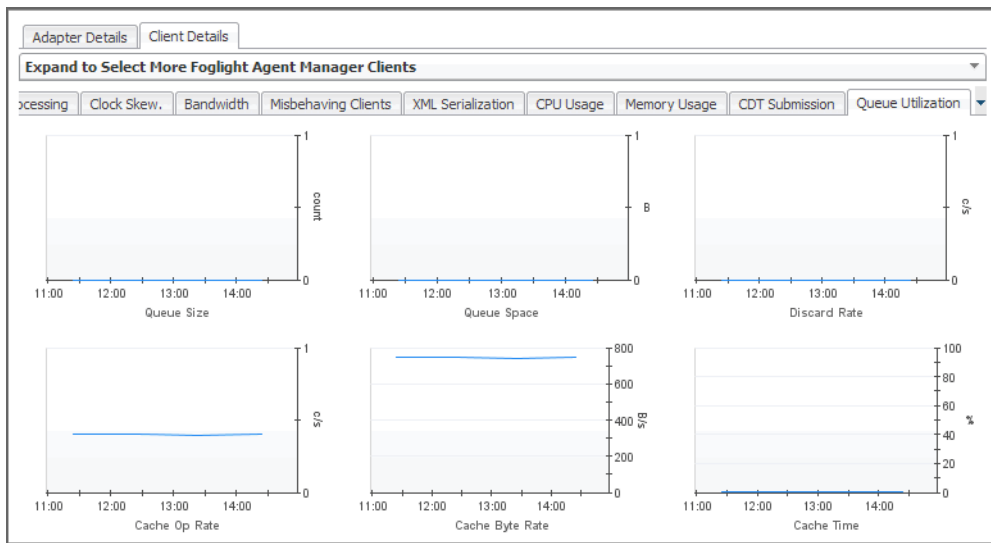 Adapter Details Client Details
Expand to Select More Foglight Agent Manager Clients
ocessing Clock Skew. Bandwidth Misbehaving Clients XML Serialization CPU Usage Memory Usage CDT Submission Queue Utilization
1 1 1
count B c/s
0 0 0
11:00 12:00 13:00 14:00 11:00 12:00 13:00 14:00 11:00 12:00 13:00 14:00
Queue Size Queue Space Discard Rate
1 800 100
80
600
60
c/s 400 B/s %
40
200
20
0 0 0
11:00 12:00 13:00 14:00 11:00 12:00 13:00 14:00 11:00 12:00 13:00 14:00
Cache Op Rate Cache Byte Rate Cache Time